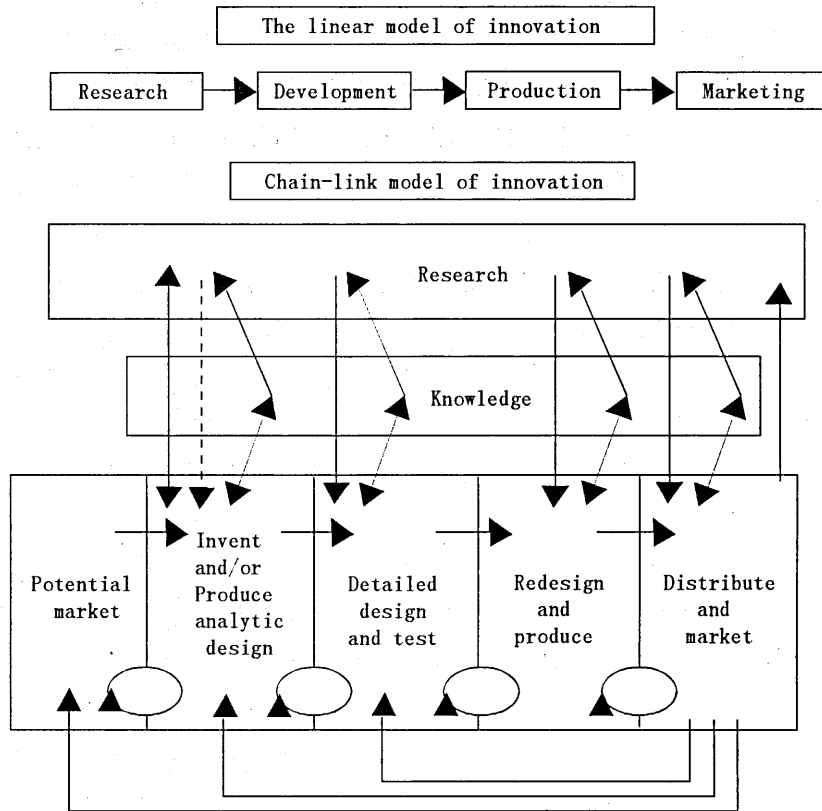 The linear model of innovation
Research
Development
Production
Marketing
Chain-link model of innovation
Research
Knowledge
Potential
market
Invent
and/or
Produce
analytic
design
Detailed
design
and test
Redesign
and
produce
Distribute
and
market